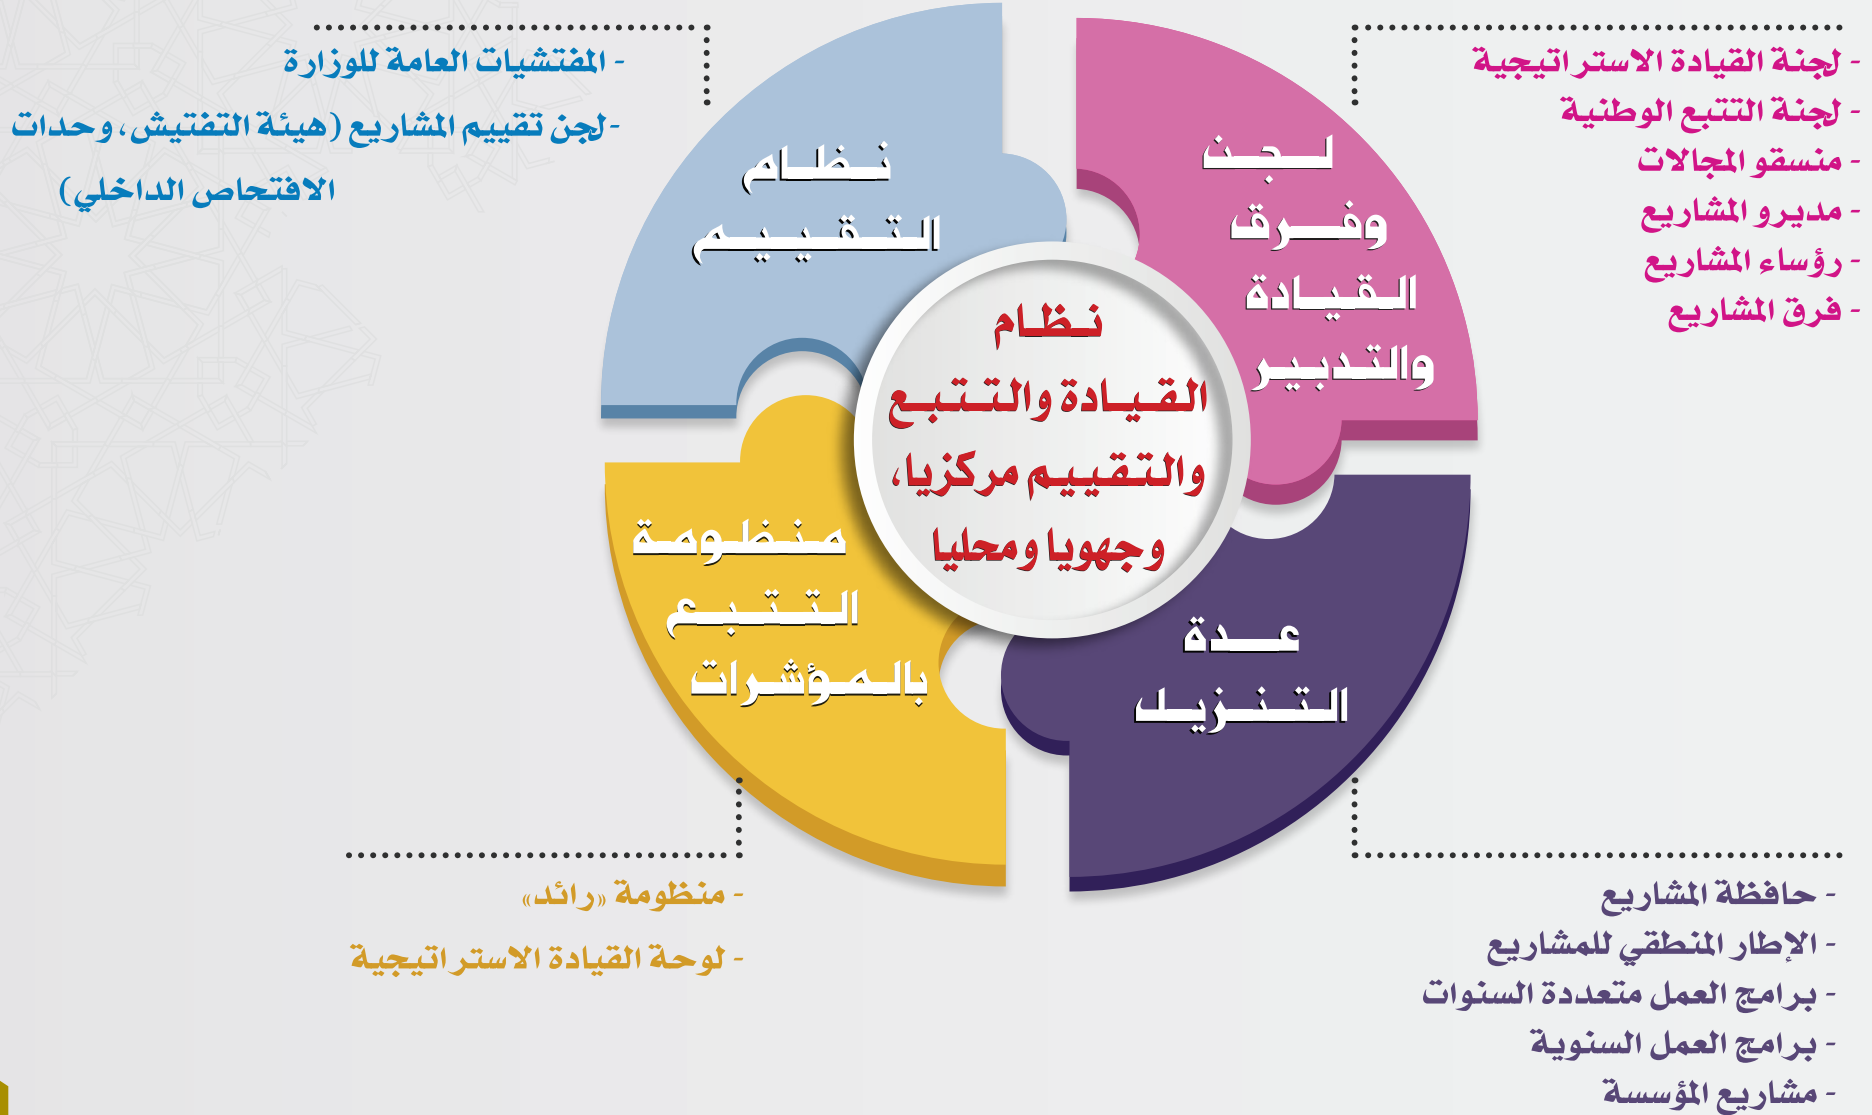 نظام
القيادة والتتبع
والتقييم مركزيا،
وجهويا ومحليا
لجن
وفرق
القيادة
والتدبير
- لجنة القيادة الاستراتيجية
- لجنة التتبع الوطنية
- منسقو المجالات
- مديرو المشاريع
- رؤساء المشاريع
- فرق المشاريع
عدة
التنزيل
- حافظة المشاريع
- الإطار المنطقي للمشاريع
- برامج العمل متعددة السنوات
- برامج العمل السنوية
- مشاريع المؤسسة
منظومة
التتبع
بالمؤشرات
- منظومة «رائد»
- لوحة القيادة الاستراتيجية
نظام
التقييم
- المفتشيات العامة للوزارة
-لجن تقييم المشاريع (هيئة التفتيش، وحدات
الافتحاص الداخلي)